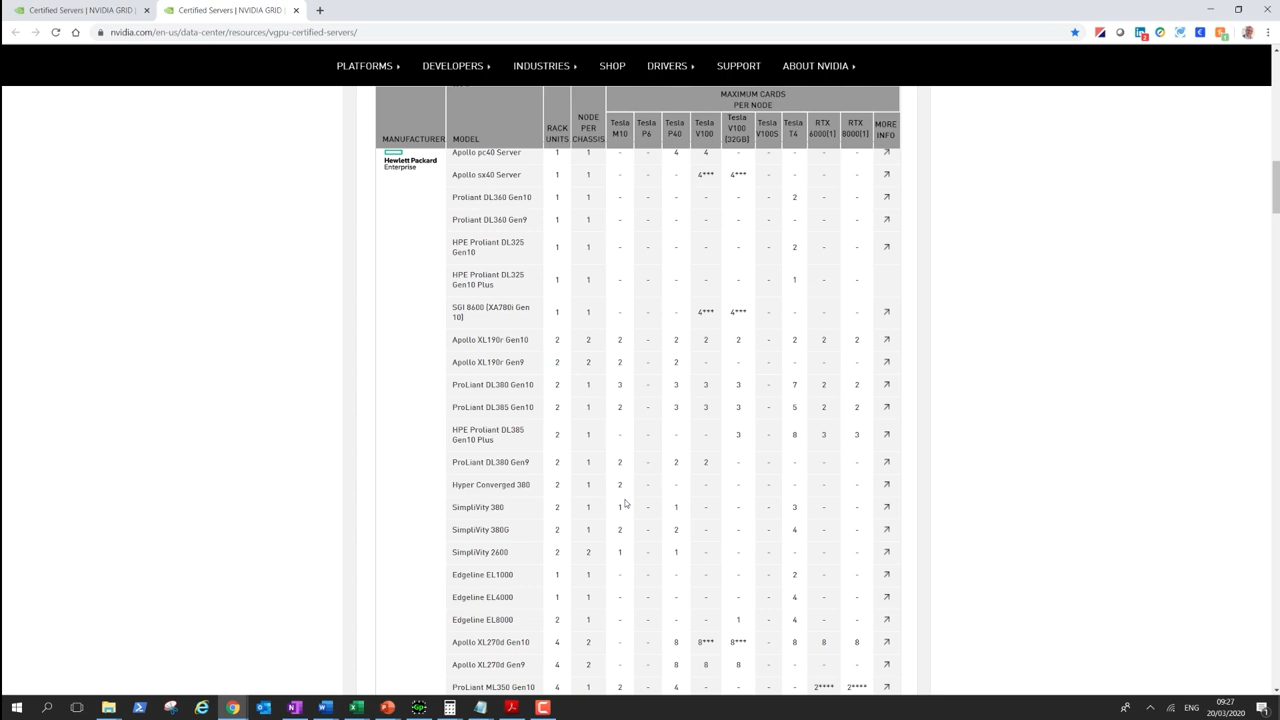 Certified Servers | NVIDIA GRID |
Certified Servers | NVIDIA GRID |
nvidia.com/en-us/data-center/resources/vgpu-certified-servers/
PLATFORMS DEVELOPERS INDUSTRIES SHOP DRIVERS SUPPORT ABOUT NVIDIA
MAXIMUM CARDS PER NODE
MANUFACTURER MODEL RACK UNITS NODE PER CHASSIS Tesla M10 Tesla P6 Tesla P40 Tesla V100 Tesla V100 (32GB) Tesla V100S Tesla T4 RTX 6000[1] RTX 8000[1] MORE INFO
Hewlett Packard Enterprise
Apollo pc40 Server 1 1 - - 4 4 - - - - -
Apollo sx40 Server 1 1 - - - 4*** 4*** - - - -
Proliant DL360 Gen10 1 1 - - - - - - 2 - -
Proliant DL360 Gen9 1 1 - - - - - - - - -
HPE Proliant DL325 Gen10 1 1 - - - - - - 2 - -
HPE Proliant DL325 Gen10 Plus 1 1 - - - - - - 1 - -
SGI 8600 (XA780i Gen 10) 1 1 - - - 4*** 4*** - - - -
Apollo XL190r Gen10 2 2 2 - 2 2 2 - 2 2 2
Apollo XL190r Gen9 2 2 2 - 2 - - - - - -
ProLiant DL380 Gen10 2 1 3 - 3 3 3 - 7 2 2
ProLiant DL385 Gen10 2 1 2 - 3 3 3 - 5 2 2
HPE Proliant DL385 Gen10 Plus 2 1 - - - - 3 - 8 3 3
ProLiant DL380 Gen9 2 1 2 - 2 2 - - - - -
Hyper Converged 380 2 1 2 - - - - - - - -
SimpliVity 380 2 1 1 - 1 - - - 3 - -
SimpliVity 380G 2 1 2 - 2 - - - 4 - -
SimpliVity 2600 2 2 1 - 1 - - - - - -
Edgeline EL1000 1 1 - - - - - - 2 - -
Edgeline EL4000 1 1 - - - - - - 4 - -
Edgeline EL8000 2 1 - - - - 1 - 4 - -
Apollo XL270d Gen10 4 2 - - 8 8*** 8*** - 8 8 8
Apollo XL270d Gen9 4 2 - - 8 8 8 - - - -
ProLiant ML350 Gen10 4 1 2 - 4 - - - - 2**** 2****
ENG
09:27
20/03/2020